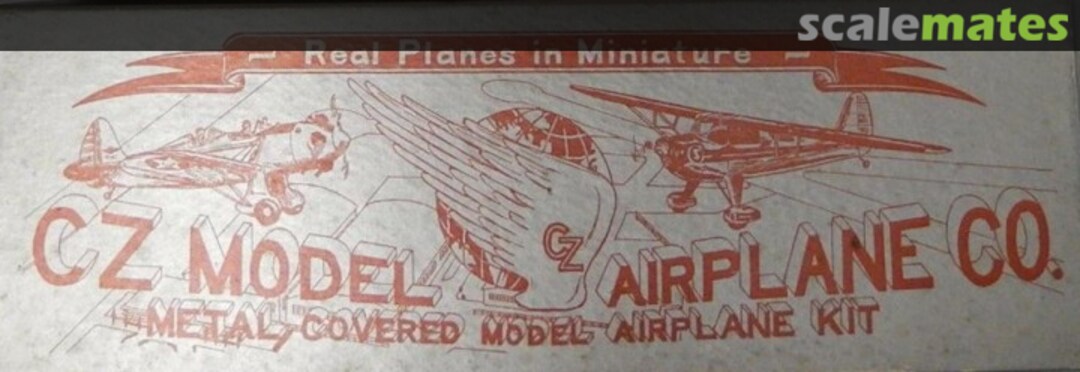 scalemates
- Real Planes in Miniature -
CZ
CZ MODEL AIRPLANE CO.
METAL-COVERED MODEL AIRPLANE KIT